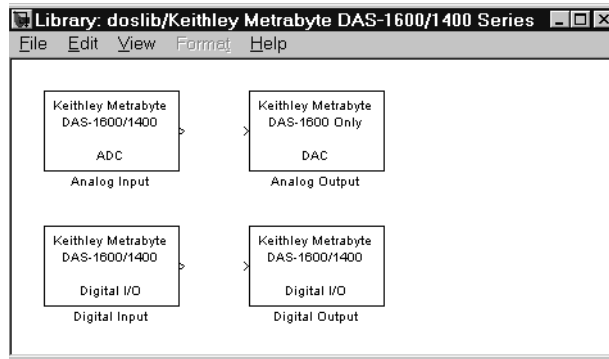 Library: doslib/Keithley Metrabyte DAS-1600/1400 Series
File Edit View Format Help
Keithley Metrabyte
DAS-1600/1400
ADC
Analog Input
Keithley Metrabyte
DAS-1600 Only
DAC
Analog Output
Keithley Metrabyte
DAS-1600/1400
Digital I/O
Digital Input
Keithley Metrabyte
DAS-1600/1400
Digital I/O
Digital Output